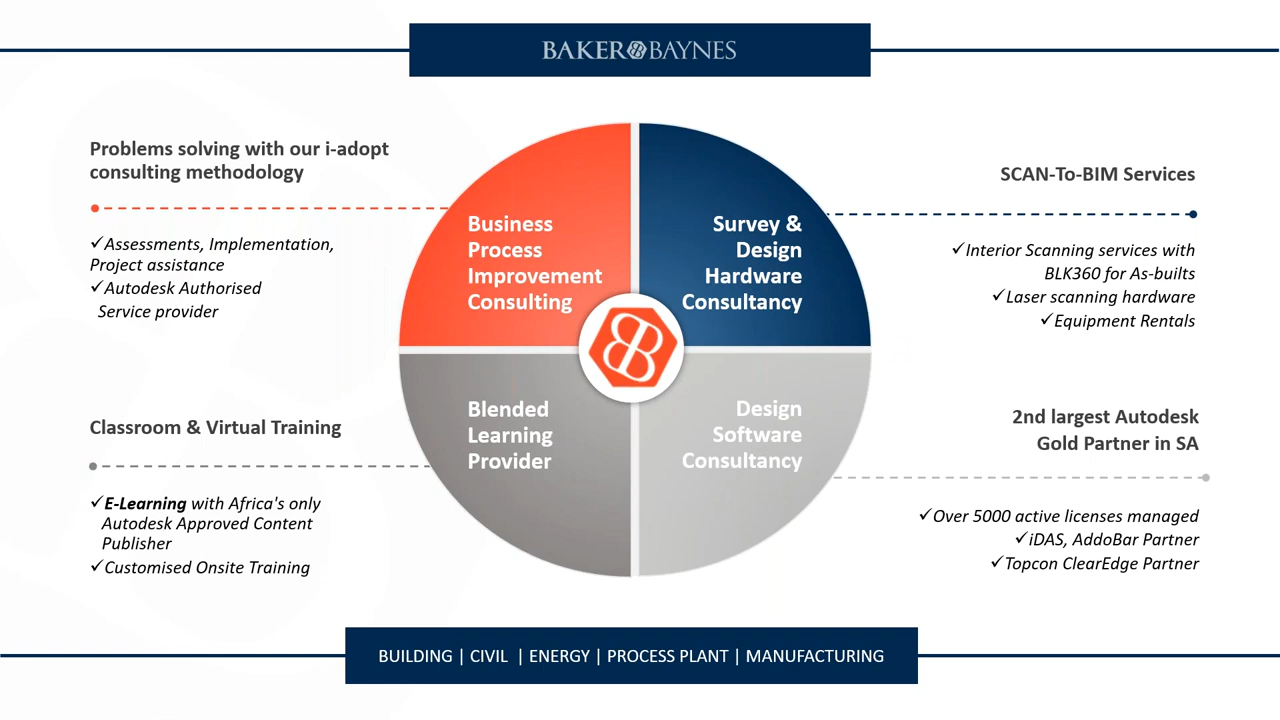 BAKER BAYNES
Problems solving with our i-adopt
consulting methodology
✓Assessments, Implementation,
Project assistance
✓Autodesk Authorised
Service provider
Business
Process
Improvement
Consulting
Survey &
Design
Hardware
Consultancy
SCAN-To-BIM Services
✓Interior Scanning services with
BLK360 for As-builts
✓Laser scanning hardware
✓Equipment Rentals
Classroom & Virtual Training
✓E-Learning with Africa's only
Autodesk Approved Content
Publisher
✓Customised Onsite Training
Blended
Learning
Provider
Design
Software
Consultancy
2nd largest Autodesk
Gold Partner in SA
✓Over 5000 active licenses managed
✓iDAS, AddoBar Partner
✓Topcon ClearEdge Partner
BUILDING | CIVIL | ENERGY | PROCESS PLANT | MANUFACTURING